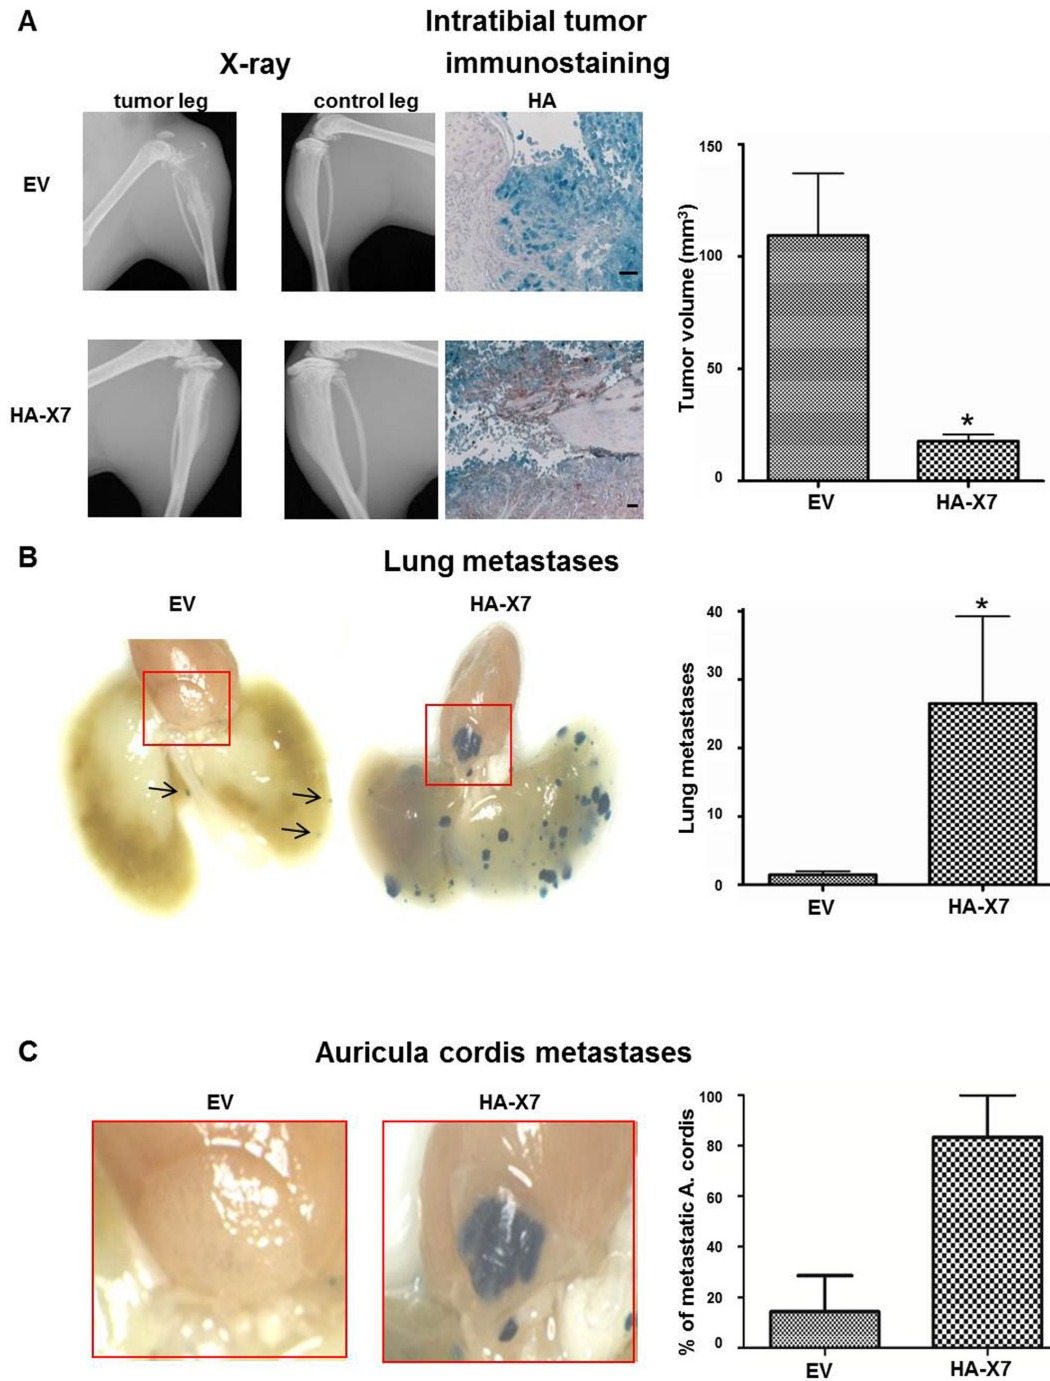 A
Intratibial tumor
X-ray
immunostaining
tumor leg
control leg
HA
EV
HA-X7
Tumor volume (mm³)
150
100
50
0
*
EV
HA-X7
B
Lung metastases
EV
HA-X7
Lung metastases
40
30
20
10
0
*
EV
HA-X7
C
Auricula cordis metastases
EV
HA-X7
% of metastatic A. cordis
100
80
60
40
20
0
EV
HA-X7